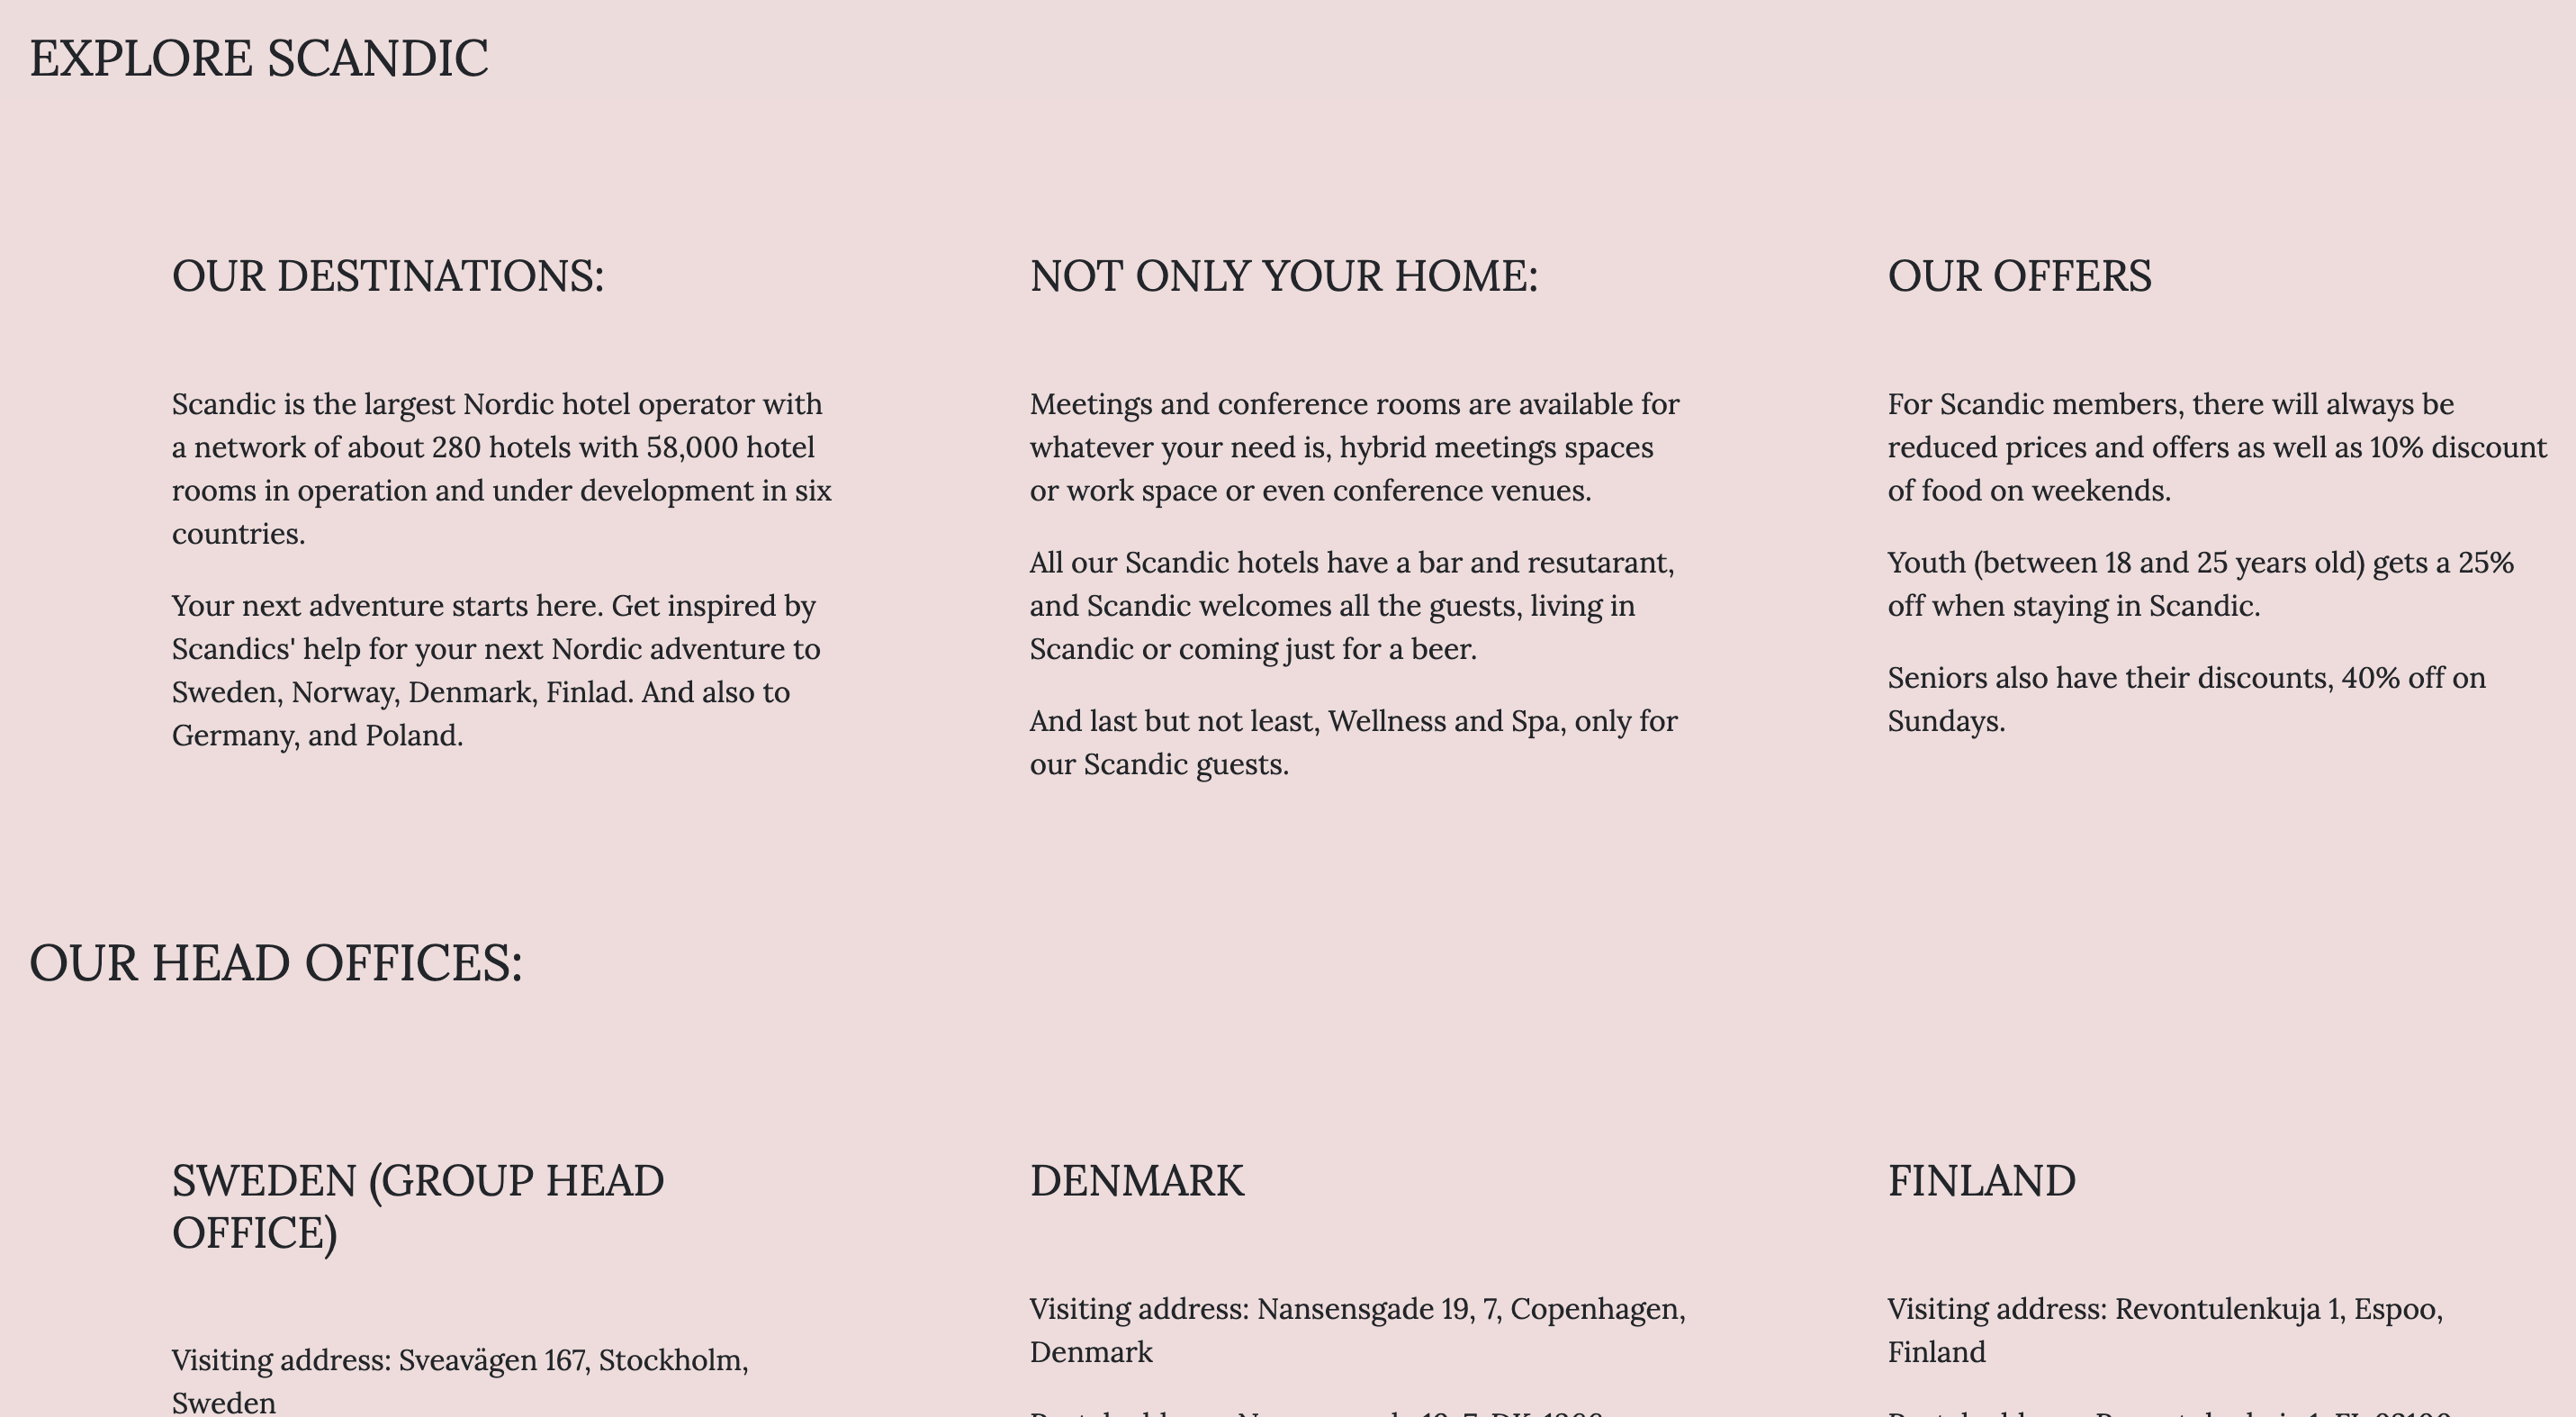 EXPLORE SCANDIC
OUR DESTINATIONS:
Scandic is the largest Nordic hotel operator with
a network of about 280 hotels with 58,000 hotel
rooms in operation and under development in six
countries.
Your next adventure starts here. Get inspired by
Scandics' help for your next Nordic adventure to
Sweden, Norway, Denmark, Finlad. And also to
Germany, and Poland.
NOT ONLY YOUR HOME:
Meetings and conference rooms are available for
whatever your need is, hybrid meetings spaces
or work space or even conference venues.
All our Scandic hotels have a bar and resutarant,
and Scandic welcomes all the guests, living in
Scandic or coming just for a beer.
And last but not least, Wellness and Spa, only for
our Scandic guests.
OUR OFFERS
For Scandic members, there will always be
reduced prices and offers as well as 10% discount
of food on weekends.
Youth (between 18 and 25 years old) gets a 25%
off when staying in Scandic.
Seniors also have their discounts, 40% off on
Sundays.
OUR HEAD OFFICES:
SWEDEN (GROUP HEAD
OFFICE)
Visiting address: Sveavägen 167, Stockholm,
Sweden
DENMARK
Visiting address: Nansensgade 19, 7, Copenhagen,
Denmark
FINLAND
Visiting address: Revontulenkuja 1, Espoo,
Finland